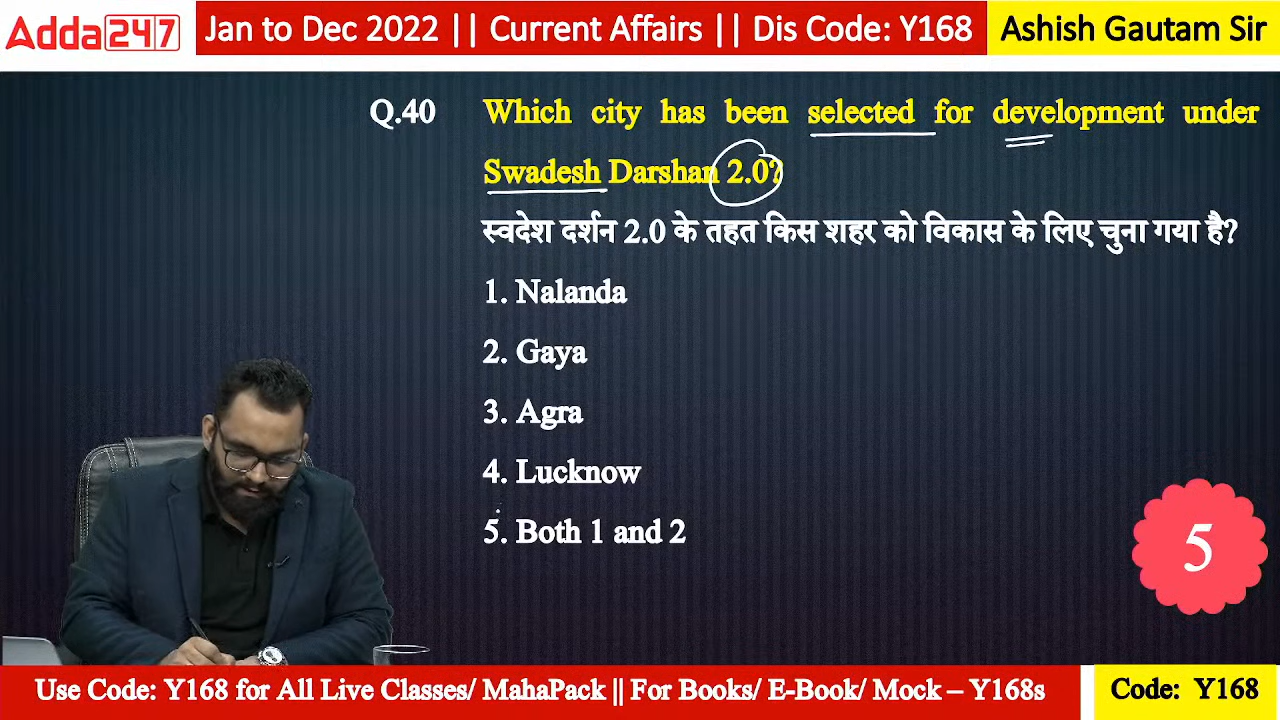 Adda247
Jan to Dec 2022 || Current Affairs || Dis Code: Y168
Ashish Gautam Sir
Q.40 Which city has been selected for development under
Swadesh Darshan 2.0?
स्वदेश दर्शन 2.0 के तहत किस शहर को विकास के लिए चुना गया है?
1. Nalanda
2. Gaya
3. Agra
4. Lucknow
5. Both 1 and 2
5
Use Code: Y168 for All Live Classes/ MahaPack || For Books/ E-Book/ Mock – Y168s
Code: Y168